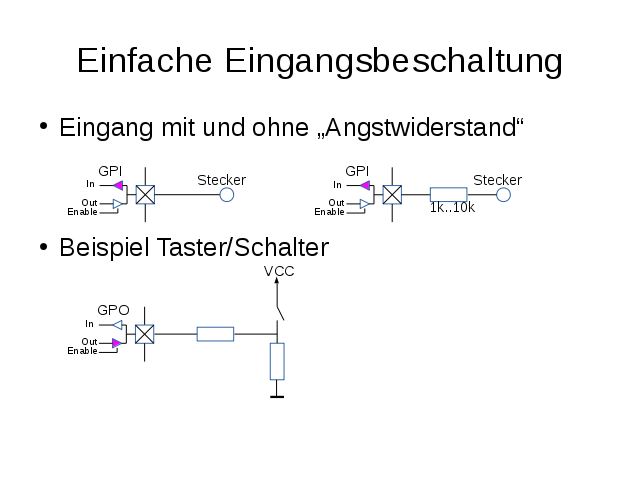 Einfache Eingangsbeschaltung
• Eingang mit und ohne „Angstwiderstand“
GPI
In
Out
Enable
Stecker
GPI
In
Out
Enable
1k..10k
Stecker
• Beispiel Taster/Schalter
VCC
GPO
In
Out
Enable